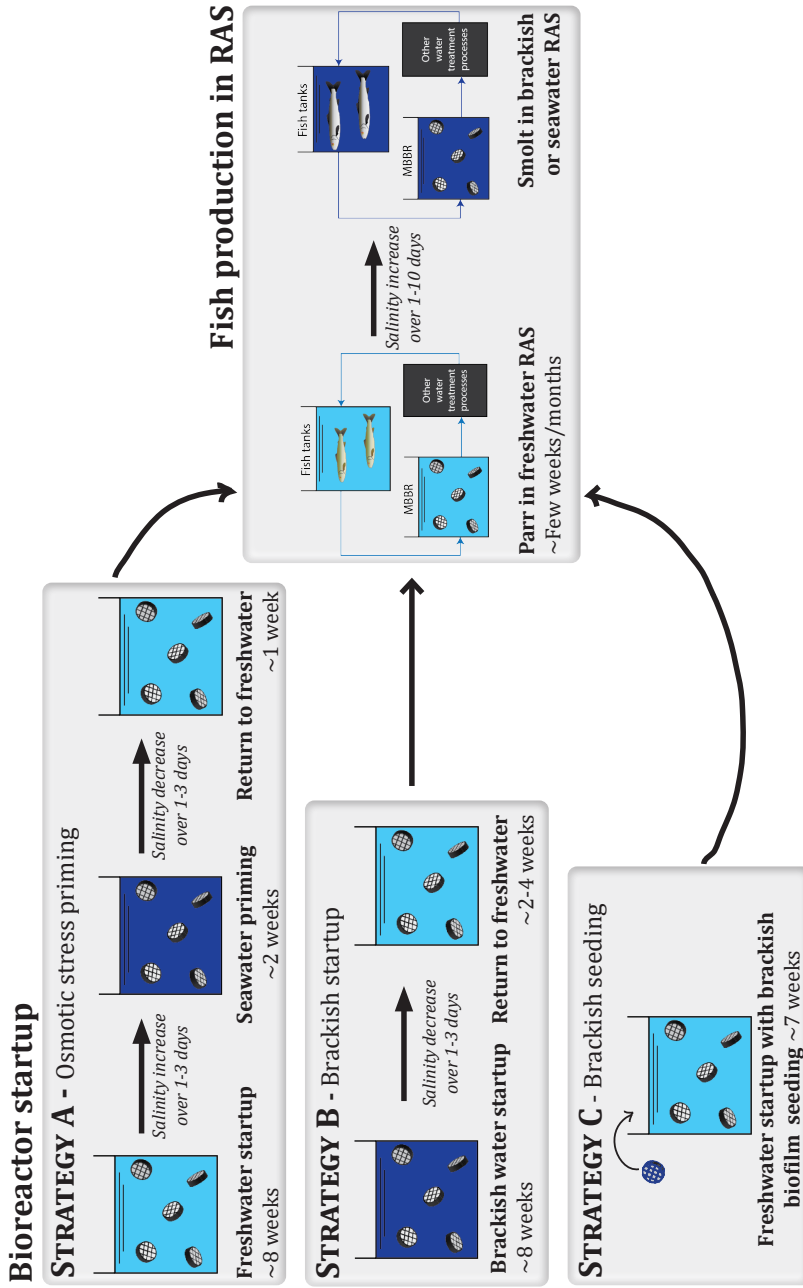 Bioreactor startup
STRATEGY A - Osmotic stress priming
Freshwater startup
~8 weeks
Salinity increase
over 1-3 days
Seawater priming
~2 weeks
Salinity decrease
over 1-3 days
Return to freshwater
~1 week
STRATEGY B - Brackish startup
Brackish water startup
~8 weeks
Salinity decrease
over 1-3 days
Return to freshwater
~2-4 weeks
STRATEGY C - Brackish seeding
Freshwater startup with brackish
biofilm seeding ~7 weeks
Fish production in RAS
Fish tanks
MBBR
Other
water
treatment
processes
Parr in freshwater RAS
~Few weeks/months
Salinity increase
over 1-10 days
Fish tanks
MBBR
Other
water
treatment
processes
Smolt in brackish
or seawater RAS